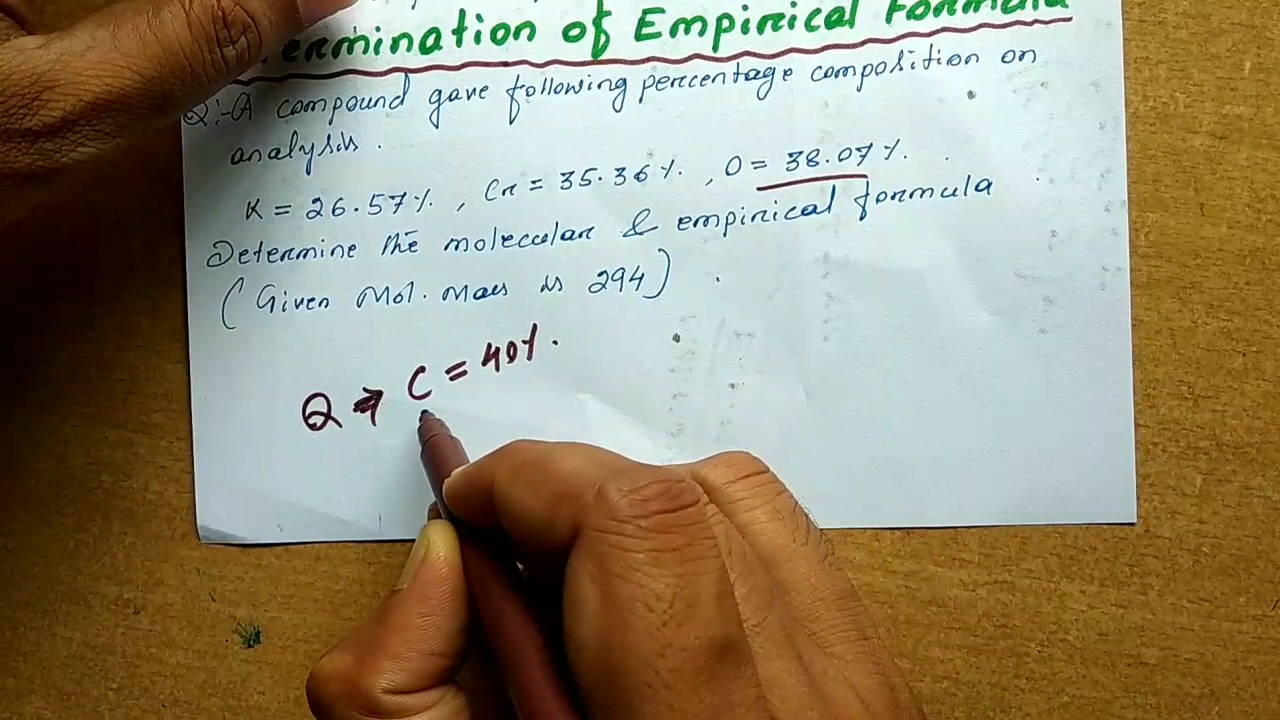 ermination of Empirical Formula
Q:- A compound gave following percentage composition on
analysis.
K = 26.57%, Cr = 35.36%, O = 38.07%.
Determine the molecular & empirical formula
(Given Mol. Mass is 294)
Q ⇒ C = 40%.